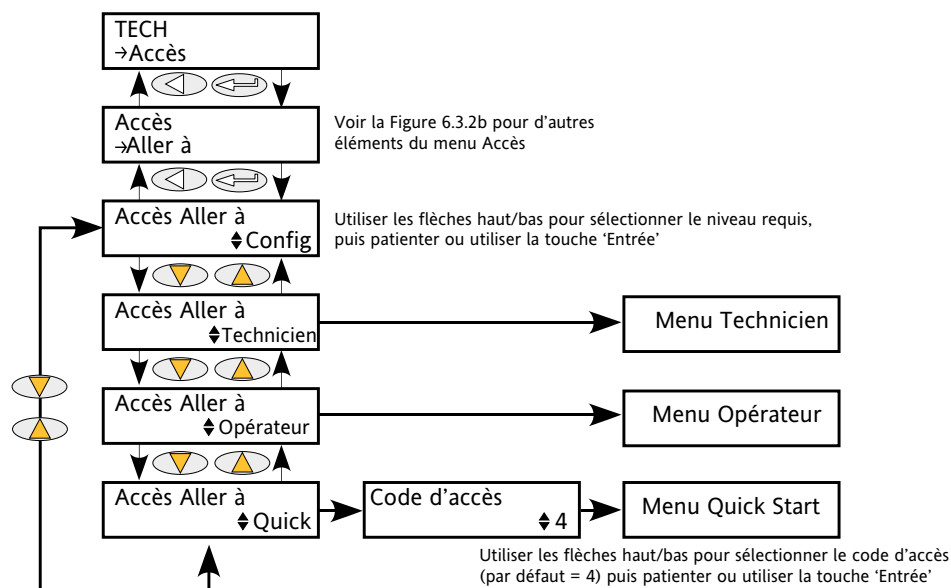 TECH
→Accès
Accès
→Aller à
Voir la Figure 6.3.2b pour d'autres
éléments du menu Accès
Accès Aller à
Config
Utiliser les flèches haut/bas pour sélectionner le niveau requis,
puis patienter ou utiliser la touche ‘Entrée’
Accès Aller à
Technicien
Menu Technicien
Accès Aller à
Opérateur
Menu Opérateur
Accès Aller à
Quick
Code d'accès
4
Menu Quick Start
Utiliser les flèches haut/bas pour sélectionner le code d'accès
(par défaut = 4) puis patienter ou utiliser la touche ‘Entrée’